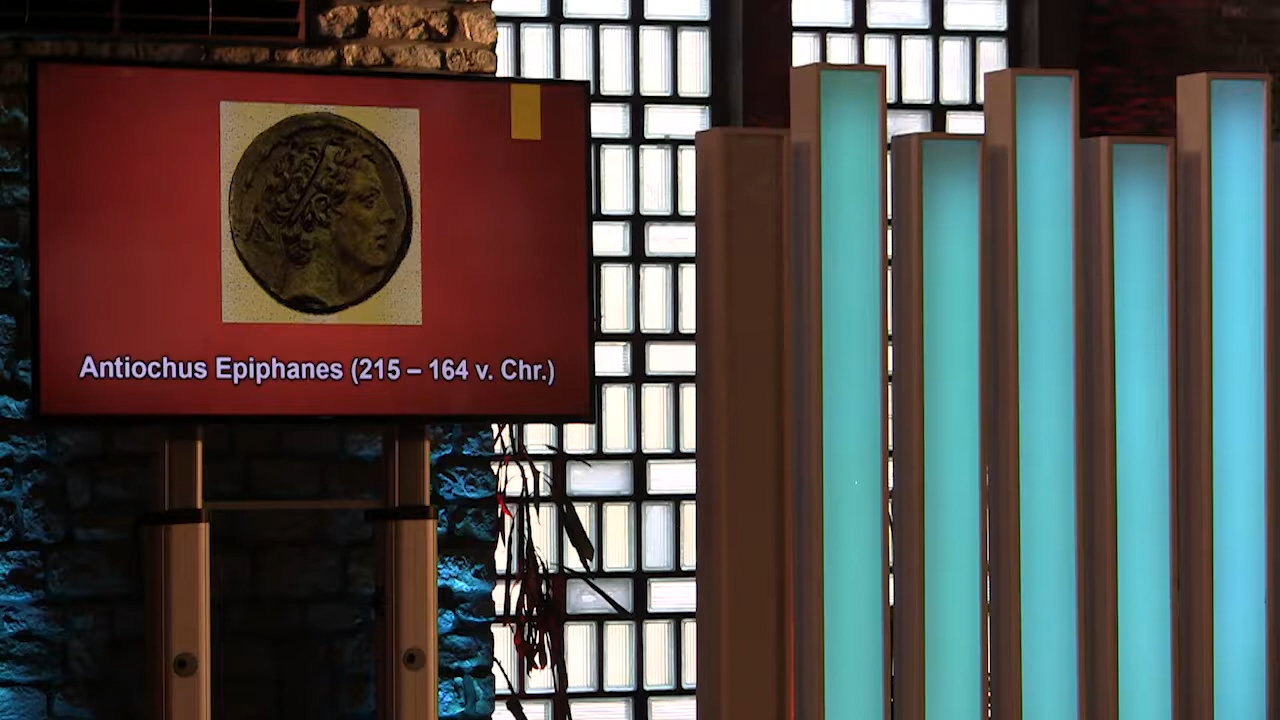 Antiochus Epiphanes (215 – 164 v. Chr.)